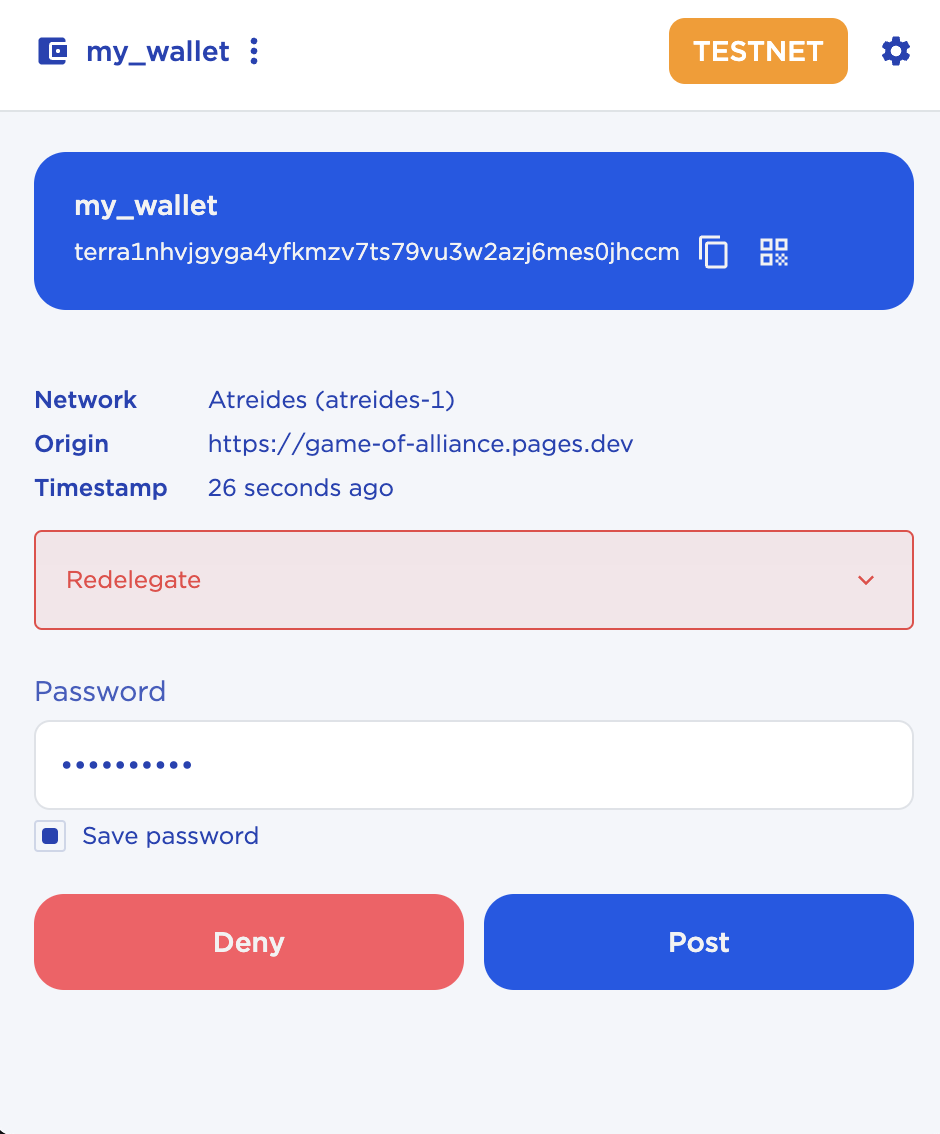 my_wallet
TESTNET
my_wallet
terra1nhvjgyga4yfkmzv7ts79vu3w2azj6mes0jhccm
Network Atreides (atreides-1)
Origin https://game-of-alliance.pages.dev
Timestamp 26 seconds ago
Redelegate
Password
••••••••••
Save password
Deny Post